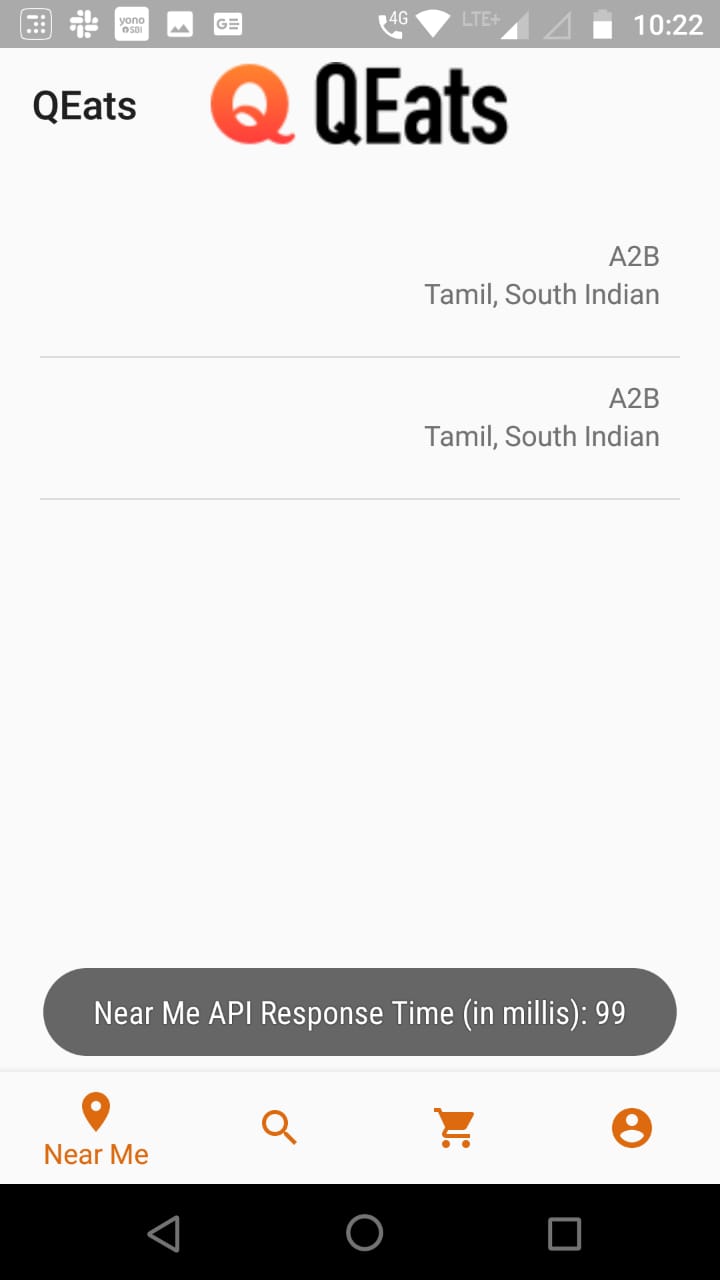 yono
SBI
G
4G
LTE+
10:22
QEats
Q QEats
A2B
Tamil, South Indian
A2B
Tamil, South Indian
Near Me API Response Time (in millis): 99
Near Me